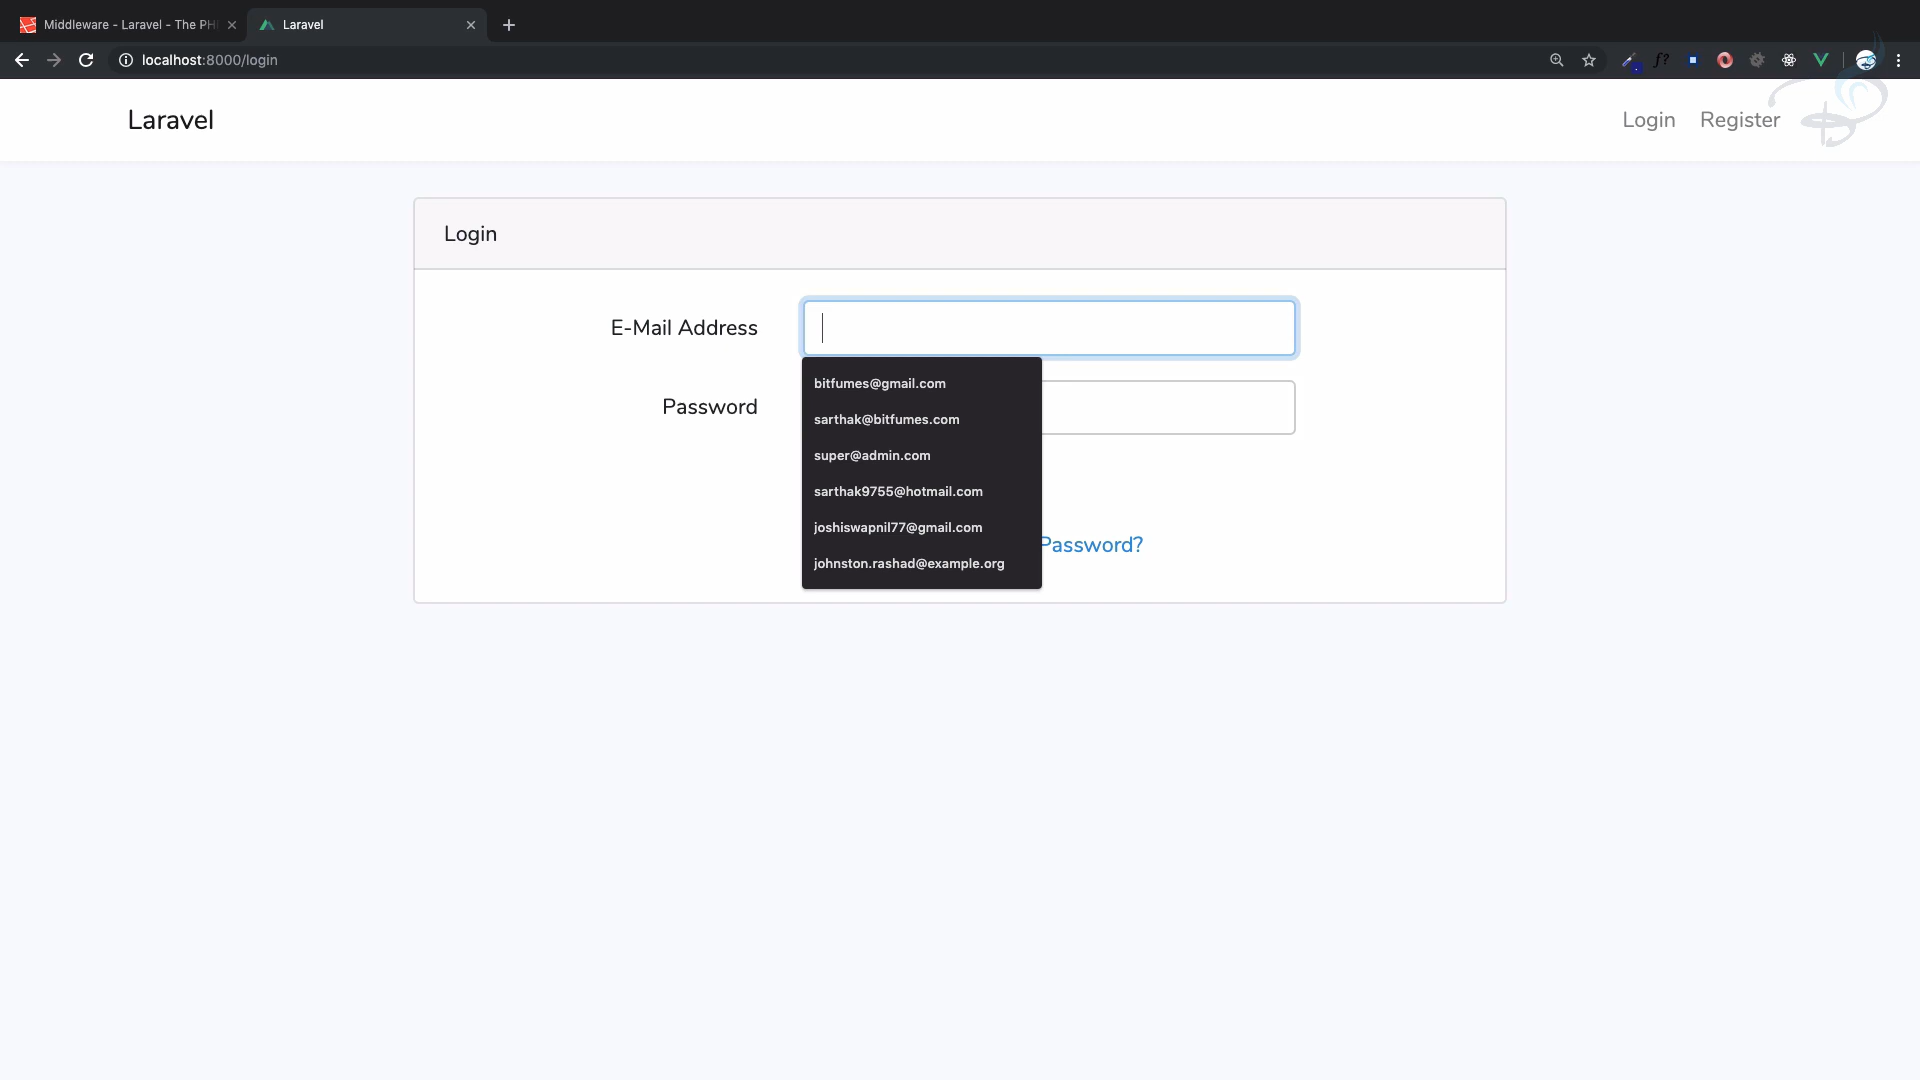 Middleware - Laravel - The PH
Laravel
localhost:8000/login
f?
Laravel
Login
Register
Login
E-Mail Address
bitfumes@gmail.com
Password
sarthak@bitfumes.com
super@admin.com
sarthak9755@hotmail.com
joshiswapnil77@gmail.com
Password?
johnston.rashad@example.org